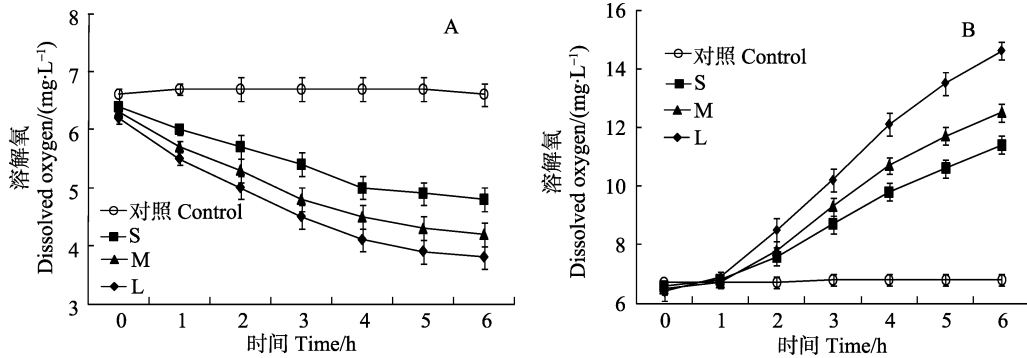 A
8
7
6
5
4
3
溶解氧
Dissolved oxygen/(mg·L⁻¹)
对照 Control
S
M
L
0 1 2 3 4 5 6
时间 Time/h
B
16
14
12
10
8
6
溶解氧
Dissolved oxygen/(mg·L⁻¹)
对照 Control
S
M
L
0 1 2 3 4 5 6
时间 Time/h